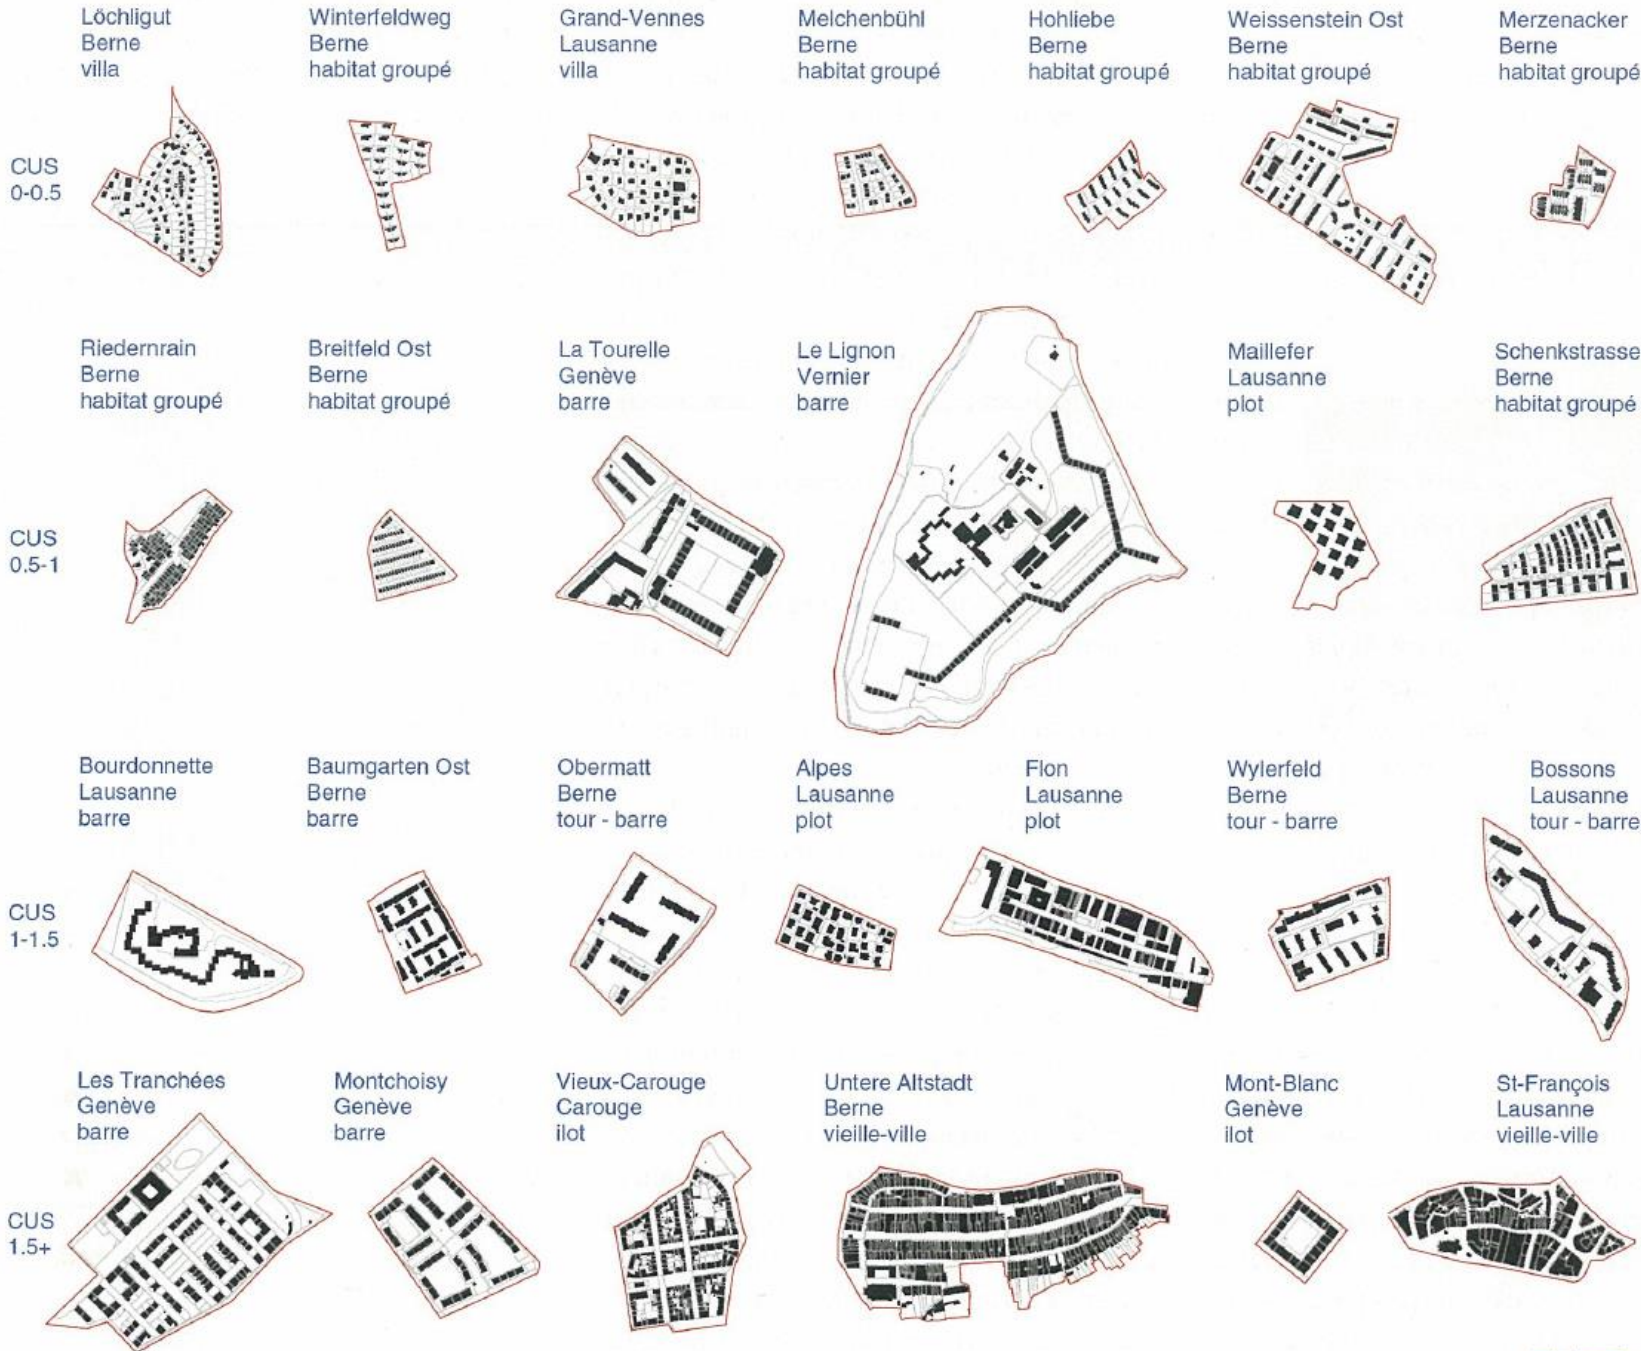 Löchligut
Berne
villa
Winterfeldweg
Berne
habitat groupé
Grand-Vennes
Lausanne
villa
Melchenbühl
Berne
habitat groupé
Hohliebe
Berne
habitat groupé
Weissenstein Ost
Berne
habitat groupé
Merzenacker
Berne
habitat groupé
CUS
0-0.5
Riedernrain
Berne
habitat groupé
Breitfeld Ost
Berne
habitat groupé
La Tourelle
Genève
barre
Le Lignon
Vernier
barre
Maillefer
Lausanne
plot
Schenkstrasse
Berne
habitat groupé
CUS
0.5-1
Bourdonnette
Lausanne
barre
Baumgarten Ost
Berne
barre
Obermatt
Berne
tour - barre
Alpes
Lausanne
plot
Flon
Lausanne
plot
Wylerfeld
Berne
tour - barre
Bossons
Lausanne
tour - barre
CUS
1-1.5
Les Tranchées
Genève
barre
Montchoisy
Genève
barre
Vieux-Carouge
Carouge
ilot
Untere Altstadt
Berne
vieille-ville
Mont-Blanc
Genève
ilot
St-François
Lausanne
vieille-ville
CUS
1.5+